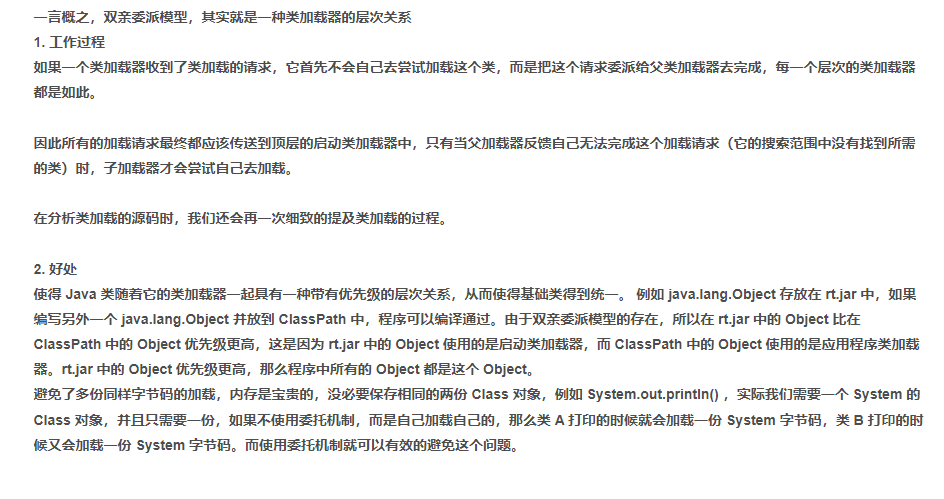 一言概之，双亲委派模型，其实就是一种类加载器的层次关系
1. 工作过程
如果一个类加载器收到了类加载的请求，它首先不会自己去尝试加载这个类，而是把这个请求委派给父类加载器去完成，每一个层次的类加载器
都是如此。
因此所有的加载请求最终都应该传送到顶层的启动类加载器中，只有当父加载器反馈自己无法完成这个加载请求（它的搜索范围中没有找到所需
的类）时，子加载器才会尝试自己去加载。
在分析类加载的源码时，我们还会再一次细致的提及类加载的过程。
2. 好处
使得 Java 类随着它的类加载器一起具有一种带有优先级的层次关系，从而使得基础类得到统一。 例如 java.lang.Object 存放在 rt.jar 中，如果
编写另外一个 java.lang.Object 并放到 ClassPath 中，程序可以编译通过。由于双亲委派模型的存在，所以在 rt.jar 中的 Object 比在
ClassPath 中的 Object 优先级更高，这是因为 rt.jar 中的 Object 使用的是启动类加载器，而 ClassPath 中的 Object 使用的是应用程序类加载
器。rt.jar 中的 Object 优先级更高，那么程序中所有的 Object 都是这个 Object。
避免了多份同样字节码的加载，内存是宝贵的，没必要保存相同的两份 Class 对象，例如 System.out.println() ，实际我们需要一个 System 的
Class 对象，并且只需要一份，如果不使用委托机制，而是自己加载自己的，那么类 A 打印的时候就会加载一份 System 字节码，类 B 打印的时
候又会加载一份 System 字节码。而使用委托机制就可以有效的避免这个问题。